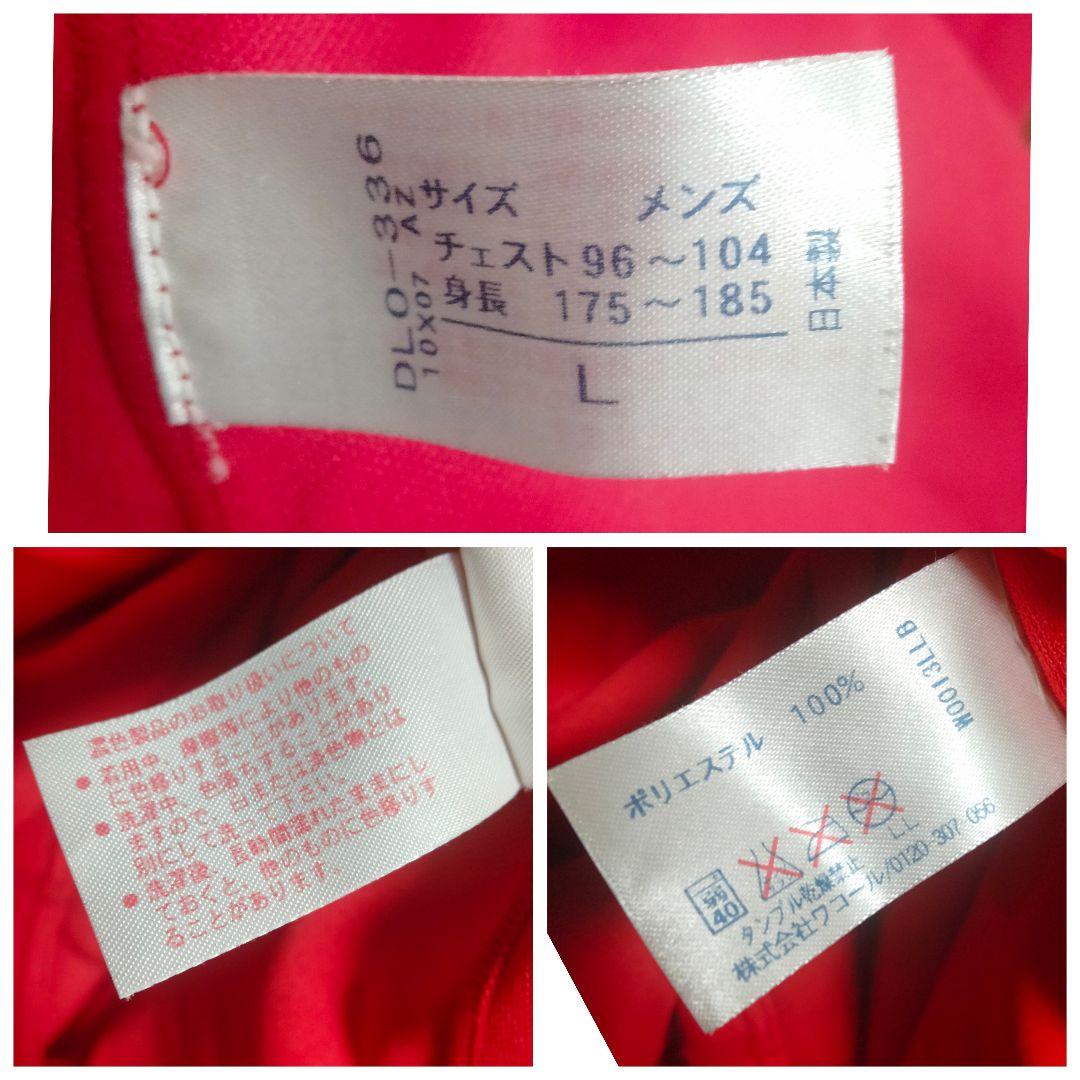 サイズ メンズ
チェスト 96～104
身長 175～185
L
DLO-336
AZ
10X07
日本製
濃色製品のお取り扱いについて
●着用中、摩擦等により他のもの
に色移りすることがあります。
●洗濯中、色落ちすることがあり
ますので、白または淡色物とは
別にして洗って下さい。
●洗濯後、長時間濡れたままにし
ておくと、他のものに色移りす
ることがあります。
ポリエステル 100%
W0013LLB
40
LL
タンブル乾燥禁止
株式会社ワコール/0120-307-056